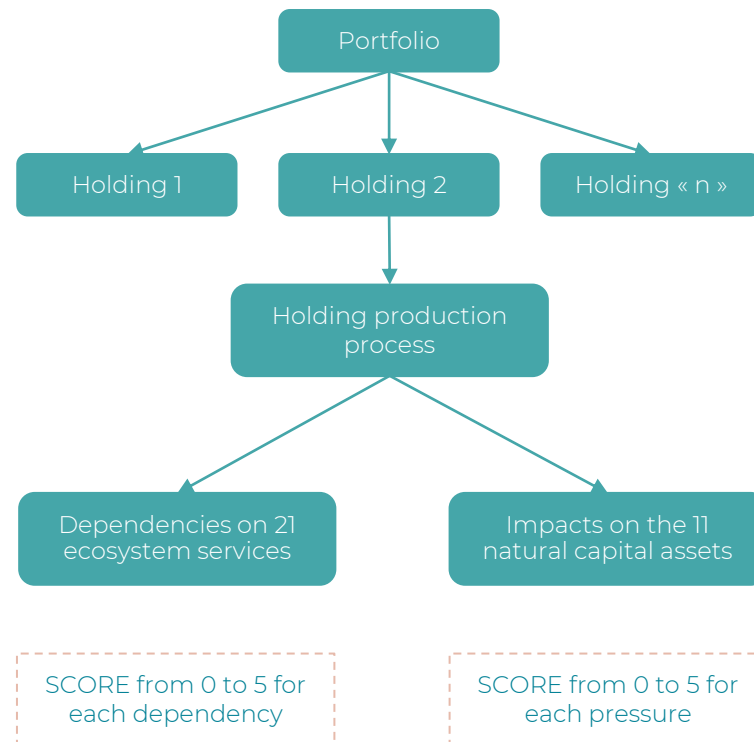 Portfolio
Holding 1
Holding 2
Holding « n »
Holding production
process
Dependencies on 21
ecosystem services
Impacts on the 11
natural capital assets
SCORE from 0 to 5 for
each dependency
SCORE from 0 to 5 for
each pressure